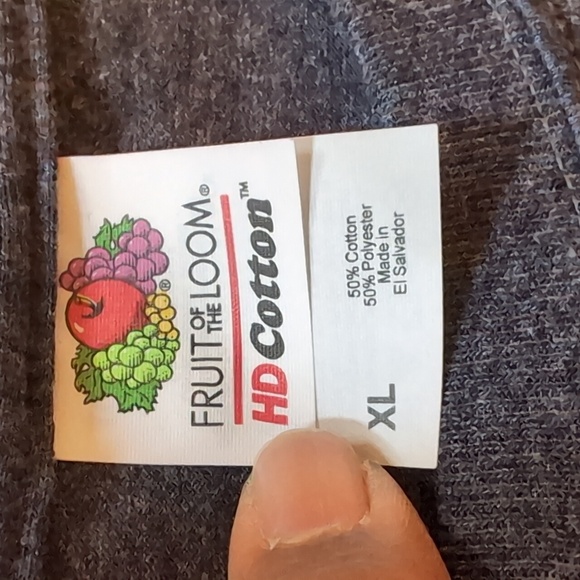 ®
FRUIT OF THE LOOM®
HD Cotton™
50% Cotton
50% Polyester
Made in
El Salvador
XL